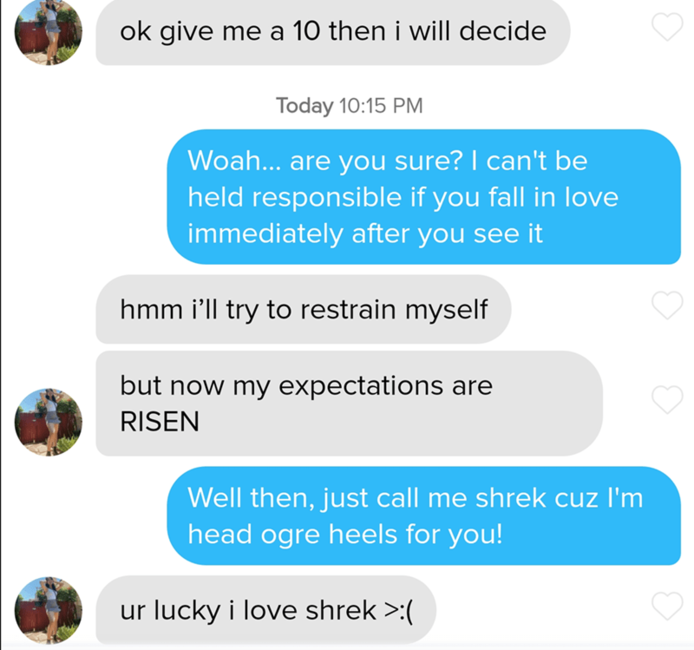 ok give me a 10 then i will decide
Today 10:15 PM
Woah... are you sure? I can't be
held responsible if you fall in love
immediately after you see it
hmm i’ll try to restrain myself
but now my expectations are
RISEN
Well then, just call me shrek cuz I'm
head ogre heels for you!
ur lucky i love shrek >:(